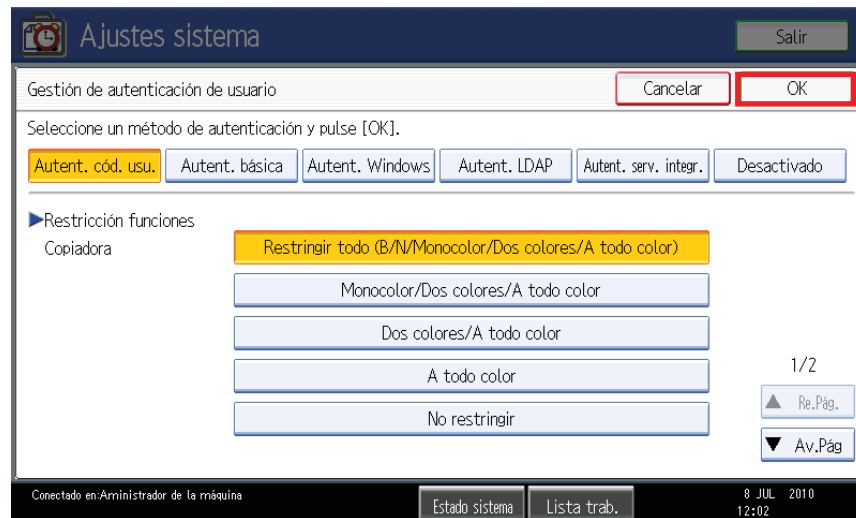 Ajustes sistema Salir
Gestión de autenticación de usuario Cancelar OK
Seleccione un método de autenticación y pulse [OK].
Autent. cód. usu. Autent. básica Autent. Windows Autent. LDAP Autent. serv. integr. Desactivado
▶Restricción funciones
Copiadora Restringir todo (B/N/Monocolor/Dos colores/A todo color)
Monocolor/Dos colores/A todo color
Dos colores/A todo color
A todo color
No restringir
1/2
▲ Re.Pág.
▼ Av.Pág
Conectado en:Aministrador de la máquina Estado sistema Lista trab. 8 JUL 2010
12:02